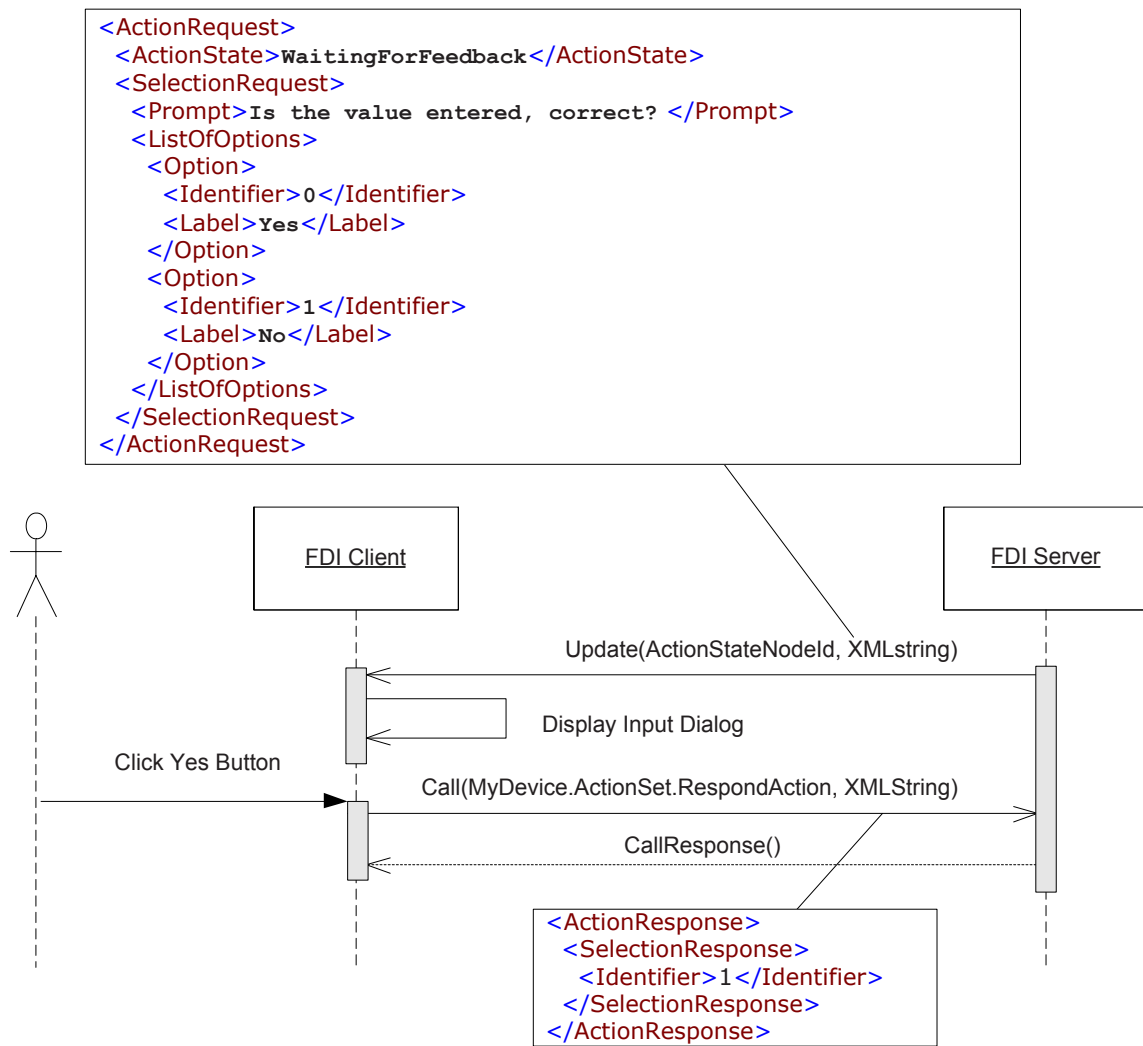 <ActionRequest>
<ActionState>WaitingForFeedback</ActionState>
<SelectionRequest>
<Prompt>Is the value entered, correct? </Prompt>
<ListOfOptions>
<Option>
<Identifier>0</Identifier>
<Label>Yes</Label>
</Option>
<Option>
<Identifier>1</Identifier>
<Label>No</Label>
</Option>
</ListOfOptions>
</SelectionRequest>
</ActionRequest>
FDI Client
FDI Server
Update(ActionStateNodeId, XMLstring)
Display Input Dialog
Click Yes Button
Call(MyDevice.ActionSet.RespondAction, XMLString)
CallResponse()
<ActionResponse>
<SelectionResponse>
<Identifier>1</Identifier>
</SelectionResponse>
</ActionResponse>